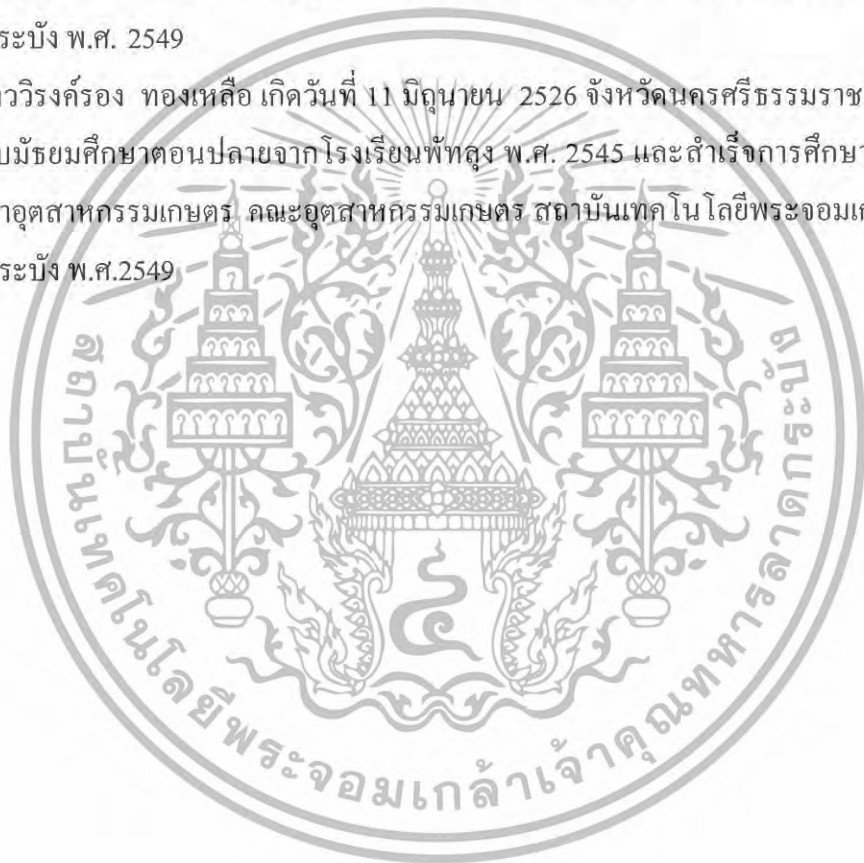 ระบัง พ.ศ. 2549
าววิรงค์รอง ทองเหลือ เกิดวันที่ 11 มิถุนายน 2526 จังหวัดนครศรีธรรมราช
บมัธยมศึกษาตอนปลายจากโรงเรียนพัทลุง พ.ศ. 2545 และสำเร็จการศึกษา
าอุตสาหกรรมเกษตร คณะอุตสาหกรรมเกษตร สถาบันเทคโนโลยีพระจอมเก
ระบัง พ.ศ.2549
สถาบันเทคโนโลยีพระจอมเกล้าเจ้าคุณทหารลาดกระบัง
๔